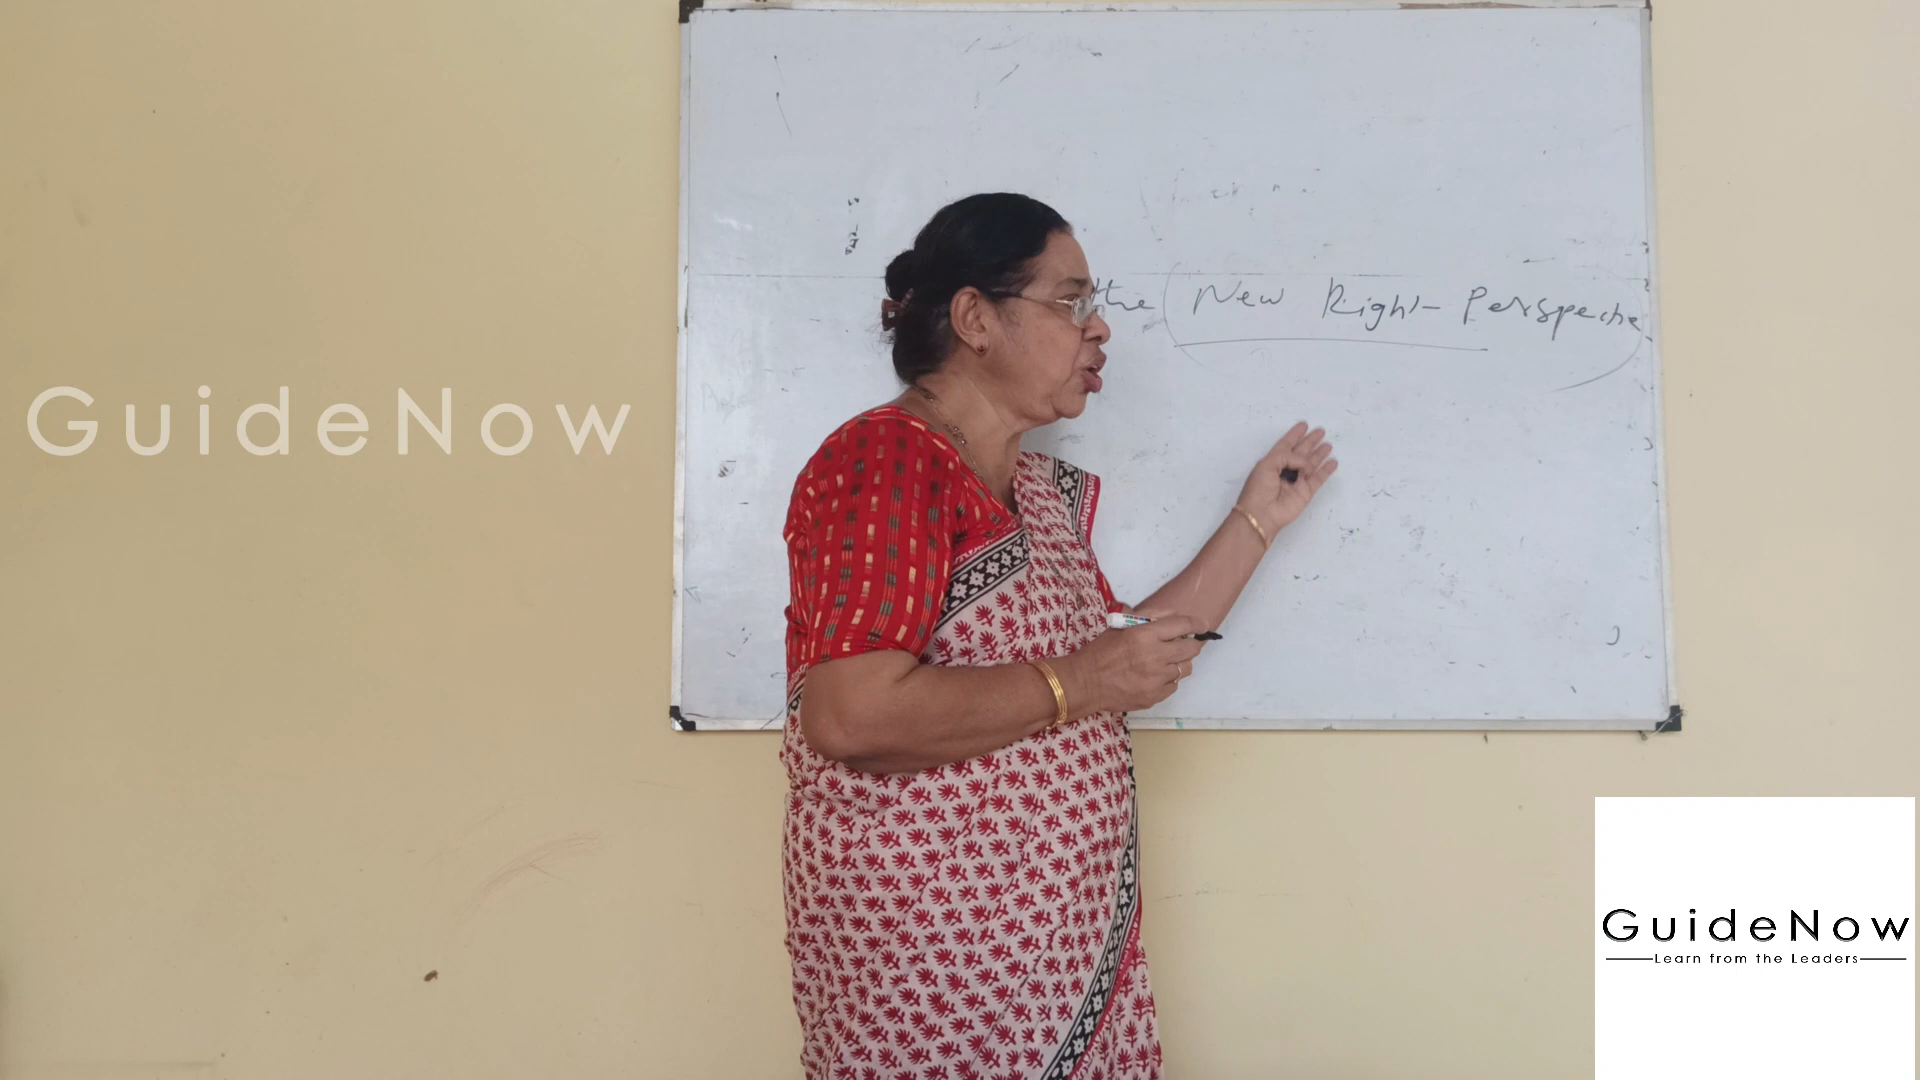 the New Right Perspective
GuideNow
GuideNow
Learn from the Leaders